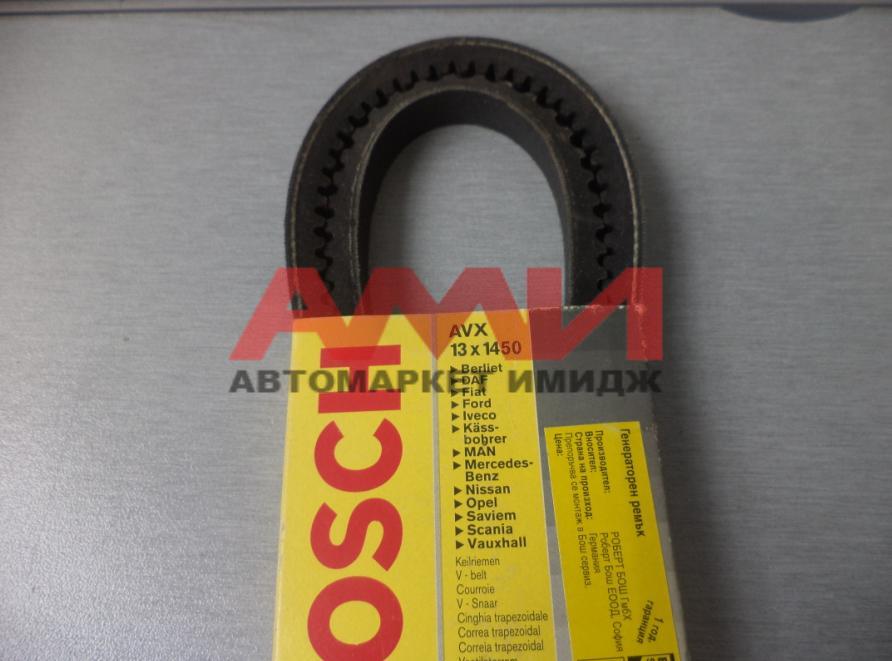 АМИ
АВТОМАРКЕТ ИМИДЖ
BOSCH
AVX
13 x 1450
Berliet
DAF
Fiat
Ford
Iveco
Käss-
bohrer
MAN
Mercedes-
Benz
Nissan
Opel
Saviem
Scania
Vauxhall
Keilriemen
V - belt
Courroie
V - Snaar
Cinghia trapezoidale
Correa trapezoidal
Correia trapezoidal
Генераторен ремък
Производител: РОБЕРТ БОШ ГмбХ
Вносител: Роберт Бош ЕООД, София
Страна на произход: Германия
Препоръчва се монтаж в Бош сервиз.
Цена:
1 год.
гаранция